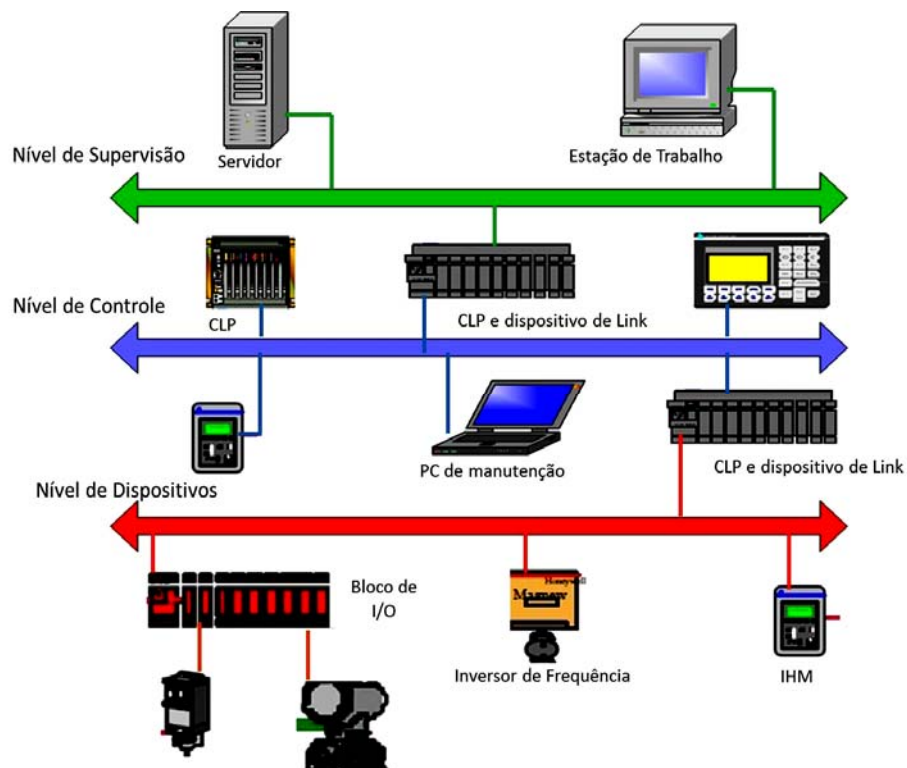 Servidor
Estação de Trabalho
Nível de Supervisão
Nível de Controle
CLP
CLP e dispositivo de Link
PC de manutenção
CLP e dispositivo de Link
Nível de Dispositivos
Bloco de
I/O
Honeywell
Inversor de Frequência
IHM